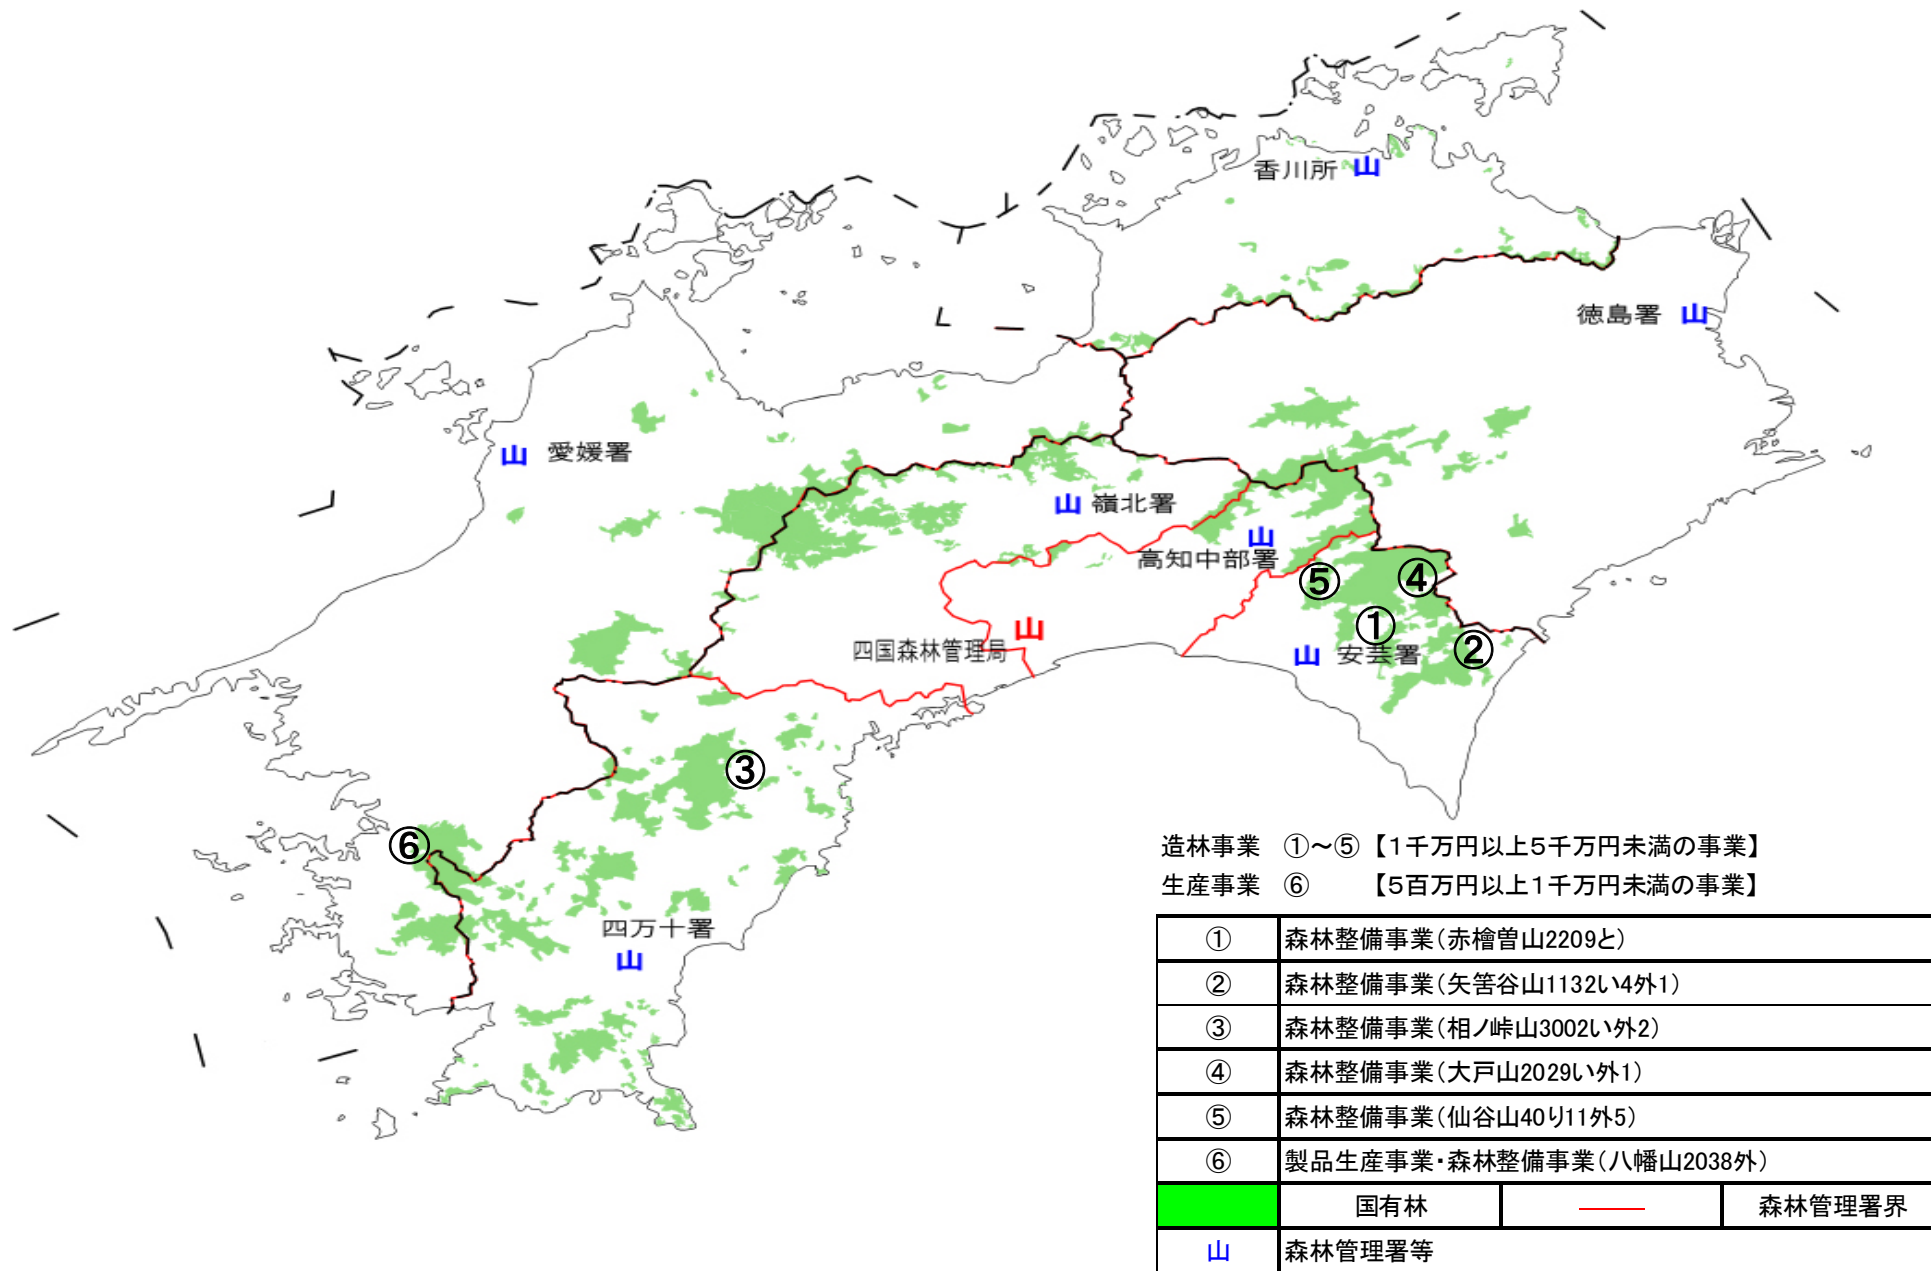 香川所 山
徳島署 山
山 愛媛署
山 嶺北署
山
高知中部署
⑤
④
①
山
四国森林管理局
山 安芸署
②
③
⑥
四万十署
山
造林事業 ①～⑤ 【1千万円以上5千万円未満の事業】
生産事業 ⑥ 【5百万円以上1千万円未満の事業】
① 森林整備事業(赤檜曽山2209と)
② 森林整備事業(矢筈谷山1132い4外1)
③ 森林整備事業(相ノ峠山3002い外2)
④ 森林整備事業(大戸山2029い外1)
⑤ 森林整備事業(仙谷山40り11外5)
⑥ 製品生産事業・森林整備事業(八幡山2038外)
国有林 森林管理署界
山 森林管理署等